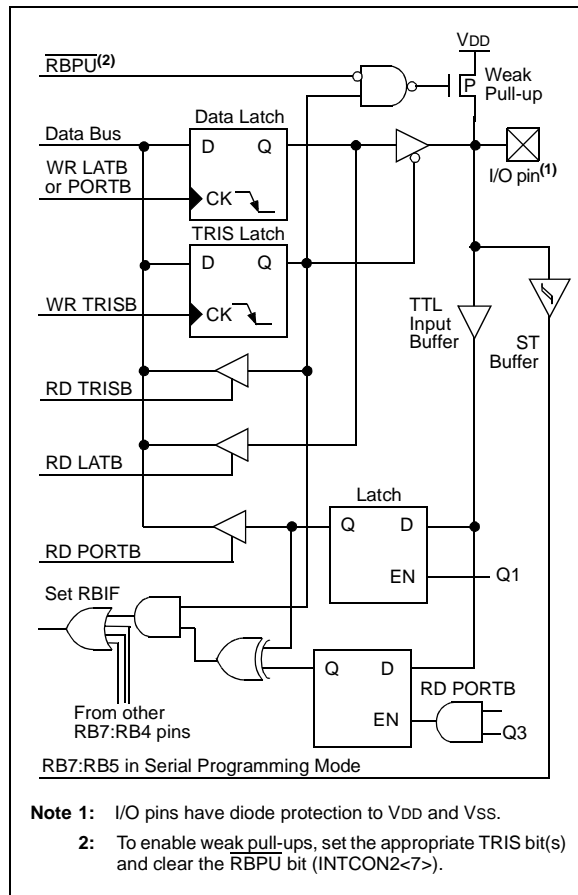 VDD
RBPU(2)
Weak
Pull-up
P
Data Latch
Data Bus
D Q
WR LATB
or PORTB
CK
I/O pin(1)
TRIS Latch
D Q
WR TRISB
CK
TTL
Input
Buffer
ST
Buffer
RD TRISB
RD LATB
Latch
Q D
RD PORTB
EN
Q1
Set RBIF
Q D
RD PORTB
EN
Q3
From other
RB7:RB4 pins
RB7:RB5 in Serial Programming Mode
Note 1: I/O pins have diode protection to VDD and VSS.
2: To enable weak pull-ups, set the appropriate TRIS bit(s)
and clear the RBPU bit (INTCON2<7>).